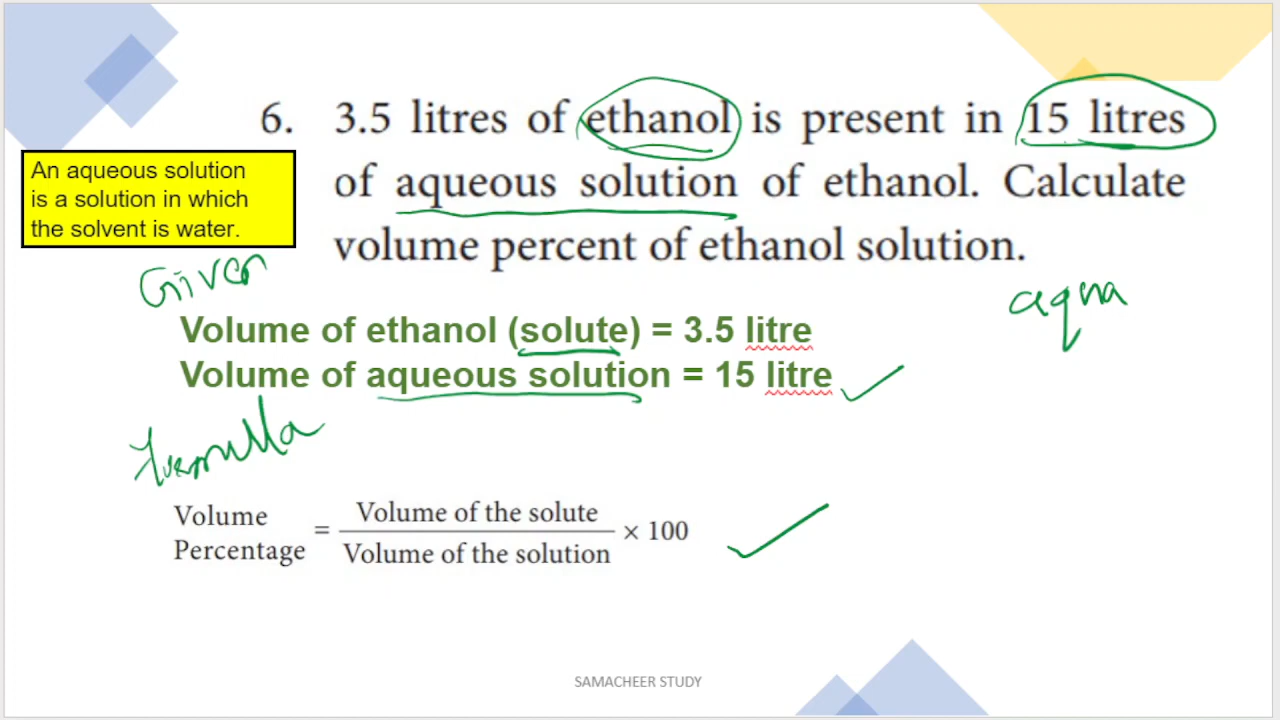 6. 3.5 litres of ethanol is present in 15 litres
of aqueous solution of ethanol. Calculate
volume percent of ethanol solution.
An aqueous solution
is a solution in which
the solvent is water.
Given
aqua
Volume of ethanol (solute) = 3.5 litre
Volume of aqueous solution = 15 litre
Formulla
Volume
Percentage = Volume of the solute
Volume of the solution × 100
SAMACHEER STUDY